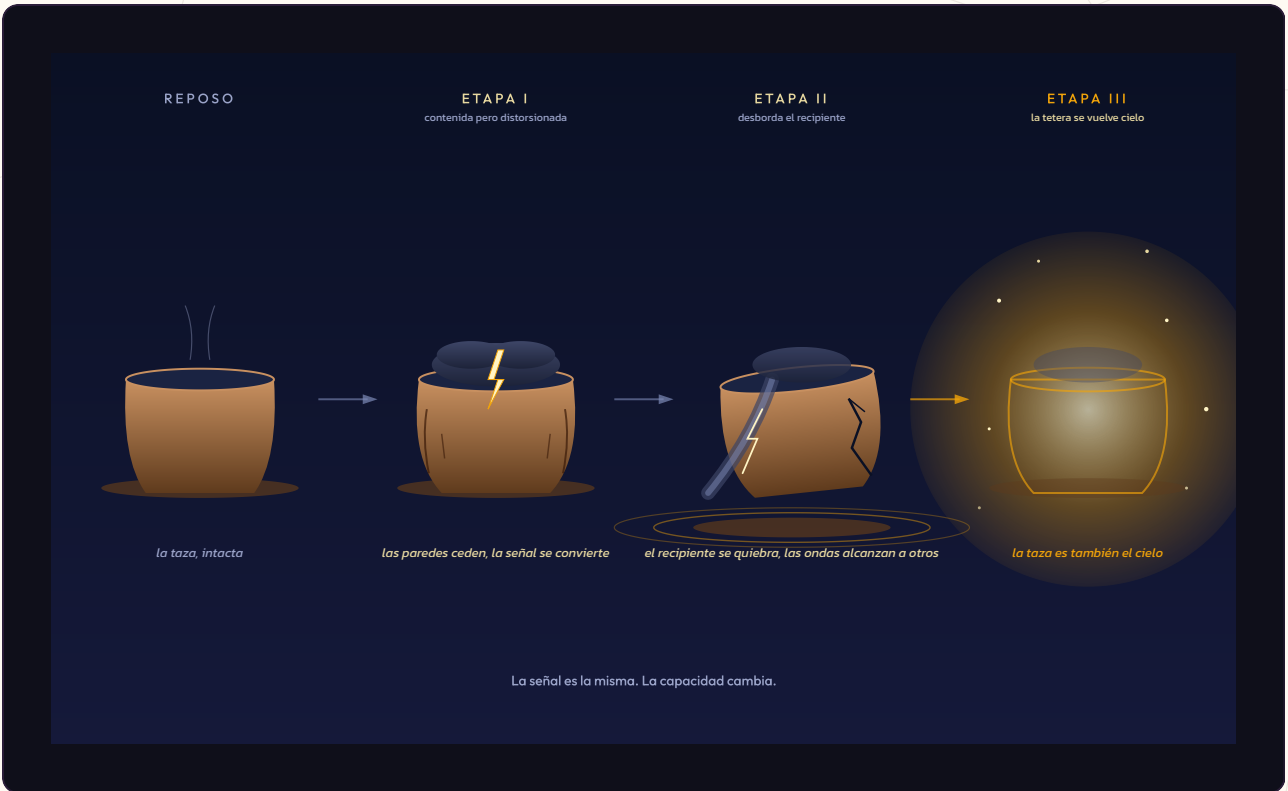 REPOSO
ETAPA I
contenida pero distorsionada
ETAPA II
desborda el recipiente
ETAPA III
la tetera se vuelve cielo
la taza, intacta
las paredes ceden, la señal se convierte
el recipiente se quiebra, las ondas alcanzan a otros
la taza es también el cielo
La señal es la misma. La capacidad cambia.